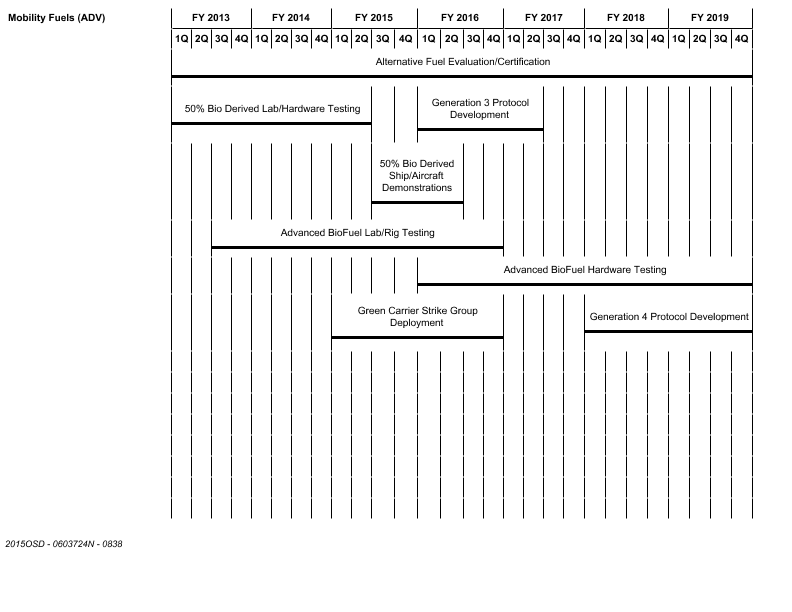 Mobility Fuels (ADV)
FY 2013 FY 2014 FY 2015 FY 2016 FY 2017 FY 2018 FY 2019
1Q 2Q 3Q 4Q 1Q 2Q 3Q 4Q 1Q 2Q 3Q 4Q 1Q 2Q 3Q 4Q 1Q 2Q 3Q 4Q 1Q 2Q 3Q 4Q 1Q 2Q 3Q 4Q
Alternative Fuel Evaluation/Certification
50% Bio Derived Lab/Hardware Testing
Generation 3 Protocol
Development
50% Bio Derived
Ship/Aircraft
Demonstrations
Advanced BioFuel Lab/Rig Testing
Advanced BioFuel Hardware Testing
Green Carrier Strike Group
Deployment
Generation 4 Protocol Development
2015OSD - 0603724N - 0838